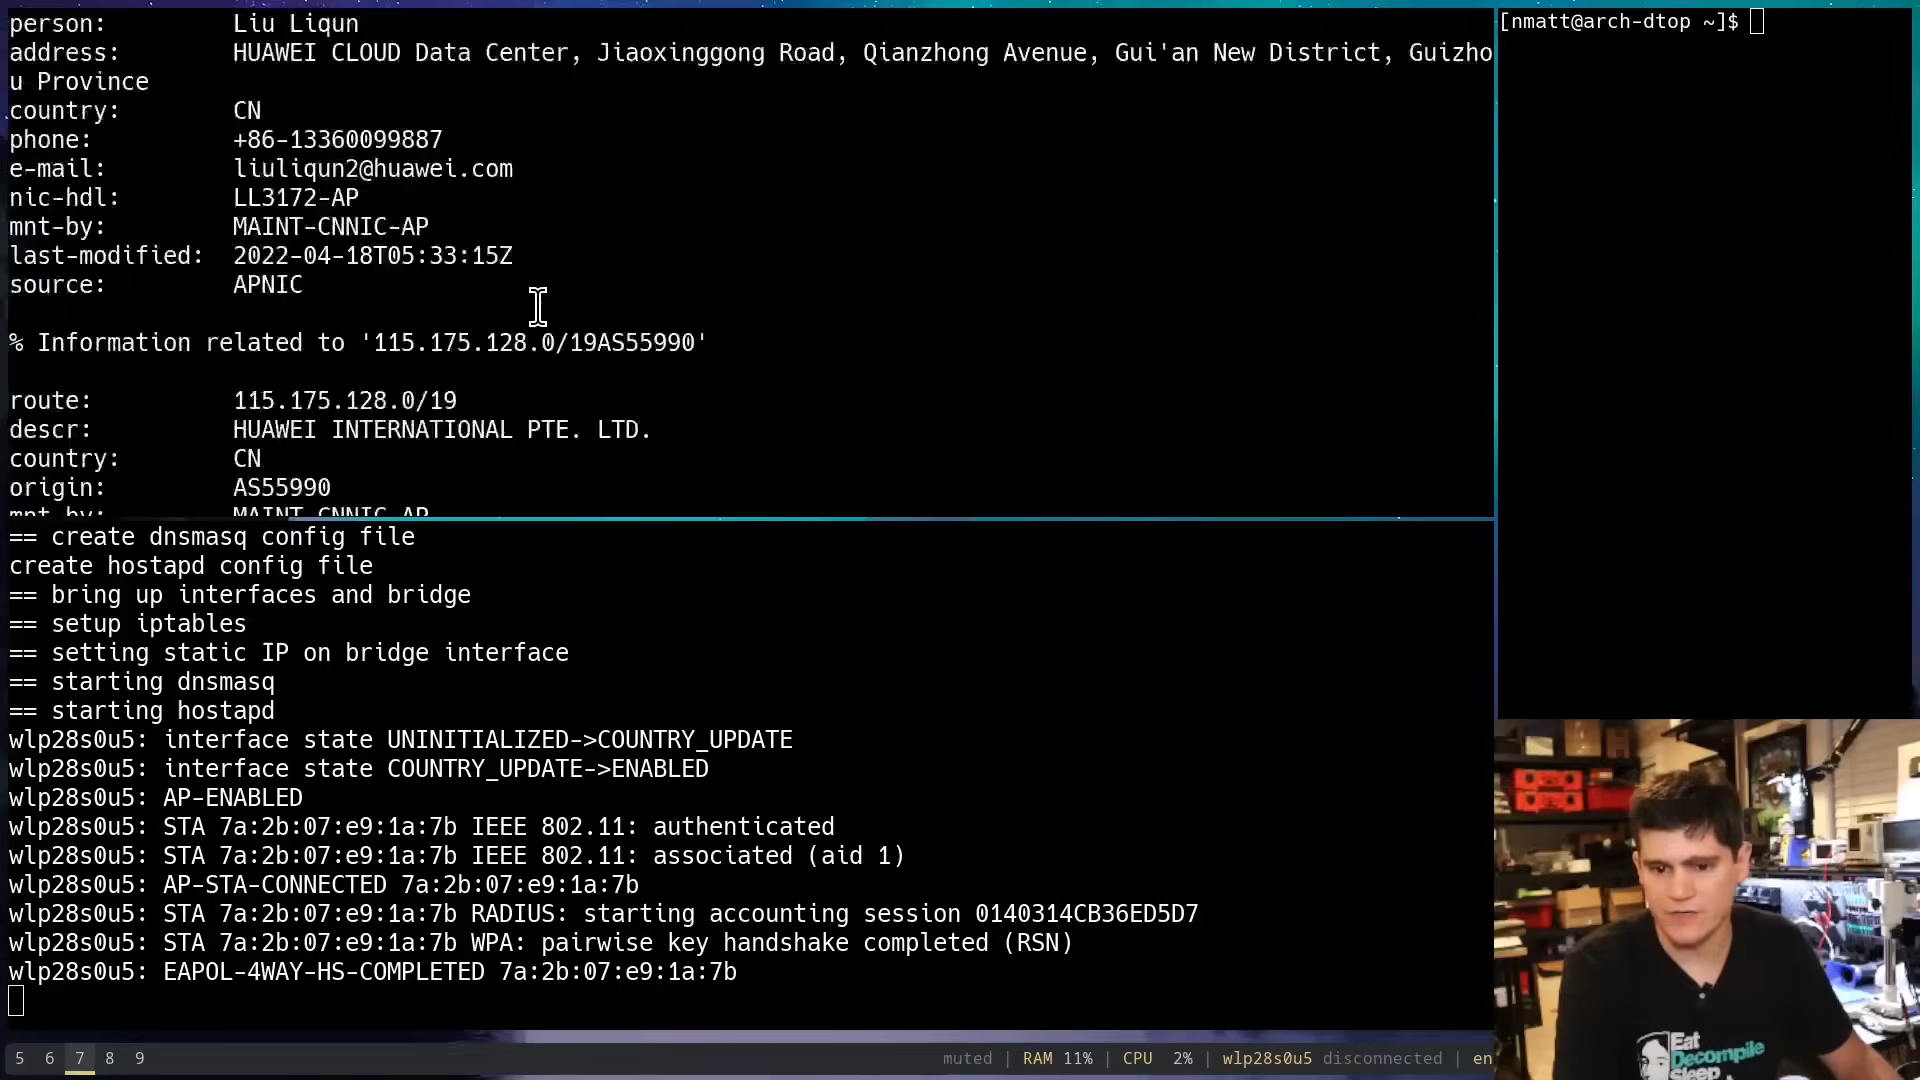 person:         Liu Liqun
address:        HUAWEI CLOUD Data Center, Jiaoxinggong Road, Qianzhong Avenue, Gui'an New District, Guizho
u Province
country:        CN
phone:          +86-13360099887
e-mail:         liuliqun2@huawei.com
nic-hdl:        LL3172-AP
mnt-by:         MAINT-CNNIC-AP
last-modified:  2022-04-18T05:33:15Z
source:         APNIC
% Information related to '115.175.128.0/19AS55990'
route:          115.175.128.0/19
descr:          HUAWEI INTERNATIONAL PTE. LTD.
country:        CN
origin:         AS55990
mnt-by:         MAINT-CNNIC-AP
== create dnsmasq config file
create hostapd config file
== bring up interfaces and bridge
== setup iptables
== setting static IP on bridge interface
== starting dnsmasq
== starting hostapd
wlp28s0u5: interface state UNINITIALIZED->COUNTRY_UPDATE
wlp28s0u5: interface state COUNTRY_UPDATE->ENABLED
wlp28s0u5: AP-ENABLED
wlp28s0u5: STA 7a:2b:07:e9:1a:7b IEEE 802.11: authenticated
wlp28s0u5: STA 7a:2b:07:e9:1a:7b IEEE 802.11: associated (aid 1)
wlp28s0u5: AP-STA-CONNECTED 7a:2b:07:e9:1a:7b
wlp28s0u5: STA 7a:2b:07:e9:1a:7b RADIUS: starting accounting session 0140314CB36ED5D7
wlp28s0u5: STA 7a:2b:07:e9:1a:7b WPA: pairwise key handshake completed (RSN)
wlp28s0u5: EAPOL-4WAY-HS-COMPLETED 7a:2b:07:e9:1a:7b
[nmatt@arch-dtop ~]$
Eat
Decompile
Sleep
5 6 7 8 9 muted | RAM 11% | CPU 2% | wlp28s0u5 disconnected | en